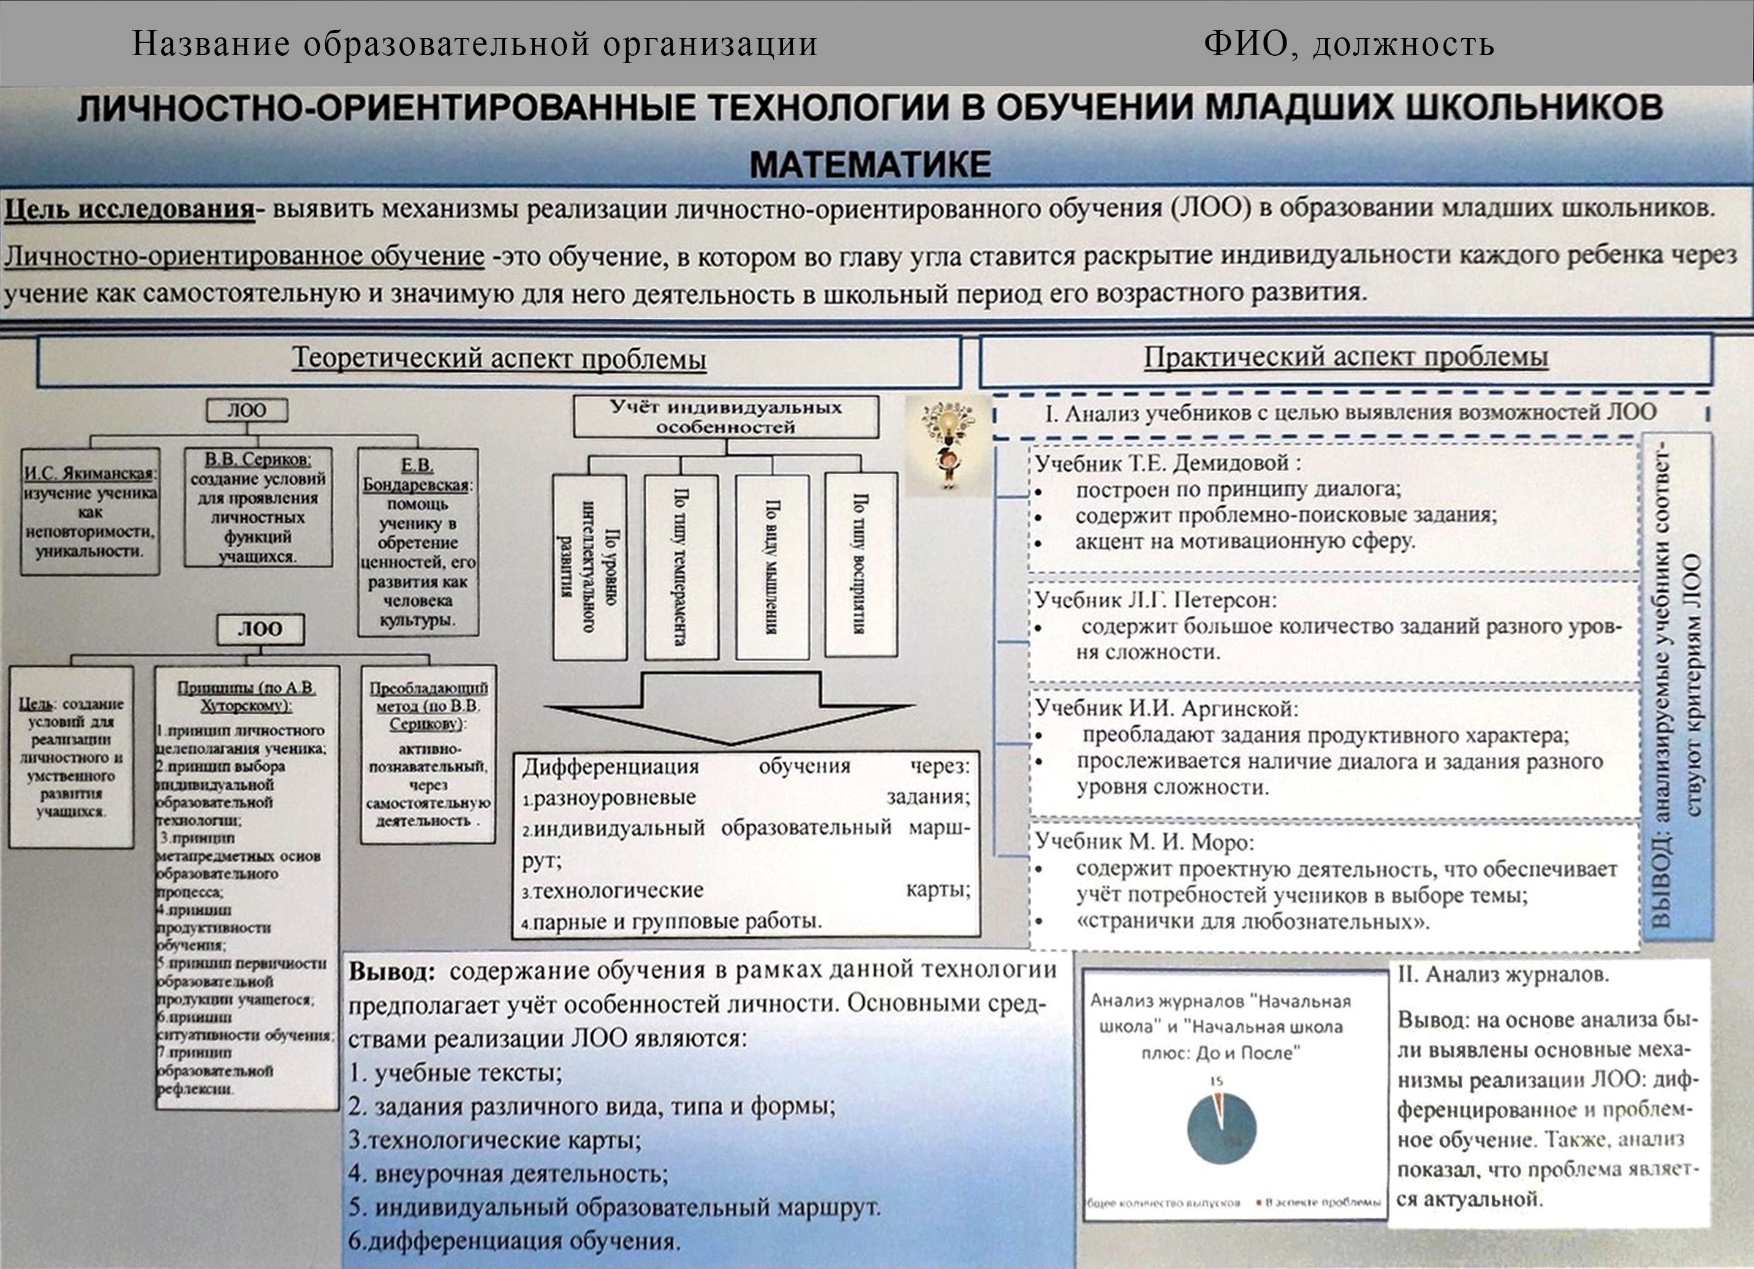 Название образовательной организации
ФИО, должность
ЛИЧНОСТНО-ОРИЕНТИРОВАННЫЕ ТЕХНОЛОГИИ В ОБУЧЕНИИ МЛАДШИХ ШКОЛЬНИКОВ
МАТЕМАТИКЕ
Цель исследования- выявить механизмы реализации личностно-ориентированного обучения (ЛОО) в образовании младших школьников.
Личностно-ориентированное обучение -это обучение, в котором во главу угла ставится раскрытие индивидуальности каждого ребенка через
учение как самостоятельную и значимую для него деятельность в школьный период его возрастного развития.
Теоретический аспект проблемы
ЛОО
И.С. Якиманская:
изучение ученика
как
неповторимости,
уникальности.
В.В. Сериков:
создание условий
для проявления
личностных
функций
учащихся.
Е.В.
Бондаревская:
помощь
ученику в
обретение
ценностей, его
развития как
человека
культуры.
ЛОО
Цель: создание
условий для
реализации
личностного и
умственного
развития
учащихся.
Принципы (по А.В.
Хуторскому):
1.принцип личностного
целеполагания ученика;
2.принцип выбора
индивидуальной
образовательной
технологии;
3.принцип
метапредметных основ
образовательного
процесса;
4.принцип
продуктивности
обучения;
5.принцип первичности
образовательной
продукции учащегося;
6.принцип
ситуативности обучения;
7.принцип
образовательной
рефлексии.
Преобладающий
метод (по В.В.
Серикову):
активно-
познавательный,
через
самостоятельную
деятельность .
Учёт индивидуальных
особенностей
По уровню
интеллектуального
развития
По типу темперамента
По виду мышления
По типу восприятия
Дифференциация обучения через:
1.разноуровневые задания;
2.индивидуальный образовательный марш-
рут;
3.технологические карты;
4.парные и групповые работы.
Вывод: содержание обучения в рамках данной технологии
предполагает учёт особенностей личности. Основными сред-
ствами реализации ЛОО являются:
1. учебные тексты;
2. задания различного вида, типа и формы;
3.технологические карты;
4. внеурочная деятельность;
5. индивидуальный образовательный маршрут.
6.дифференциация обучения.
Практический аспект проблемы
I. Анализ учебников с целью выявления возможностей ЛОО
Учебник Т.Е. Демидовой :
• построен по принципу диалога;
• содержит проблемно-поисковые задания;
• акцент на мотивационную сферу.
Учебник Л.Г. Петерсон:
• содержит большое количество заданий разного уров-
ня сложности.
Учебник И.И. Аргинской:
• преобладают задания продуктивного характера;
• прослеживается наличие диалога и задания разного
уровня сложности.
Учебник М. И. Моро:
• содержит проектную деятельность, что обеспечивает
учёт потребностей учеников в выборе темы;
• «странички для любознательных».
ВЫВОД: анализируемые учебники соответ-
ствуют критериям ЛОО
Анализ журналов "Начальная
школа" и "Начальная школа
плюс: До и После"
15
бщее количество выпусков
В аспекте проблемы
II. Анализ журналов.
Вывод: на основе анализа бы-
ли выявлены основные меха-
низмы реализации ЛОО: диф-
ференцированное и проблем-
ное обучение. Также, анализ
показал, что проблема являет-
ся актуальной.